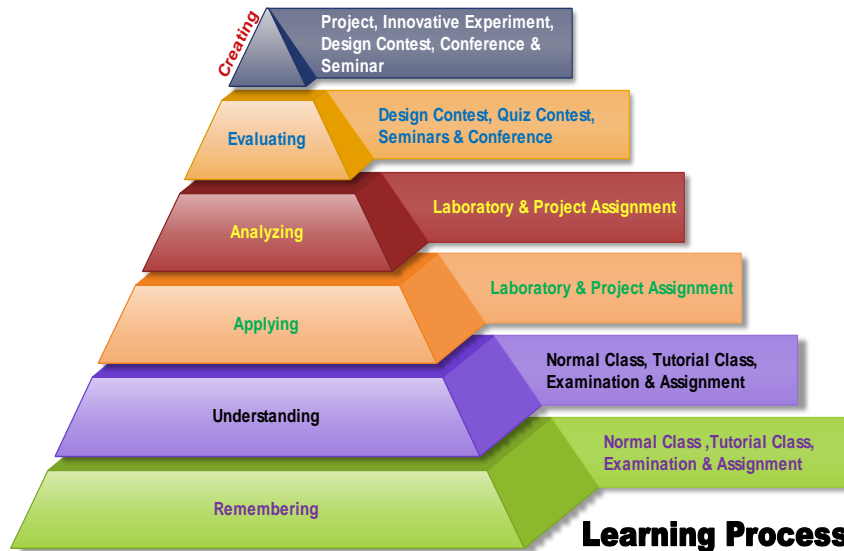 Creating
Project, Innovative Experiment,
Design Contest, Conference &
Seminar
Evaluating
Design Contest, Quiz Contest,
Seminars & Conference
Analyzing
Laboratory & Project Assignment
Applying
Laboratory & Project Assignment
Understanding
Normal Class, Tutorial Class,
Examination & Assignment
Remembering
Normal Class ,Tutorial Class,
Examination & Assignment
Learning Process